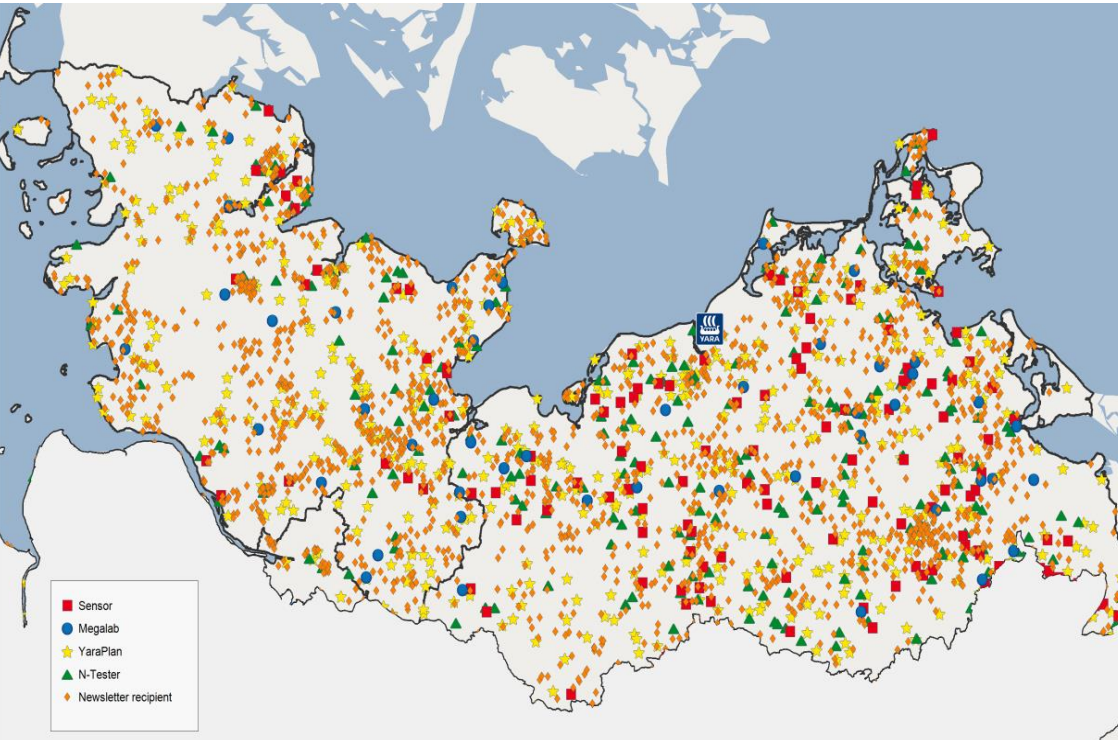 YARA
Sensor
Megalab
YaraPlan
N-Tester
Newsletter recipient